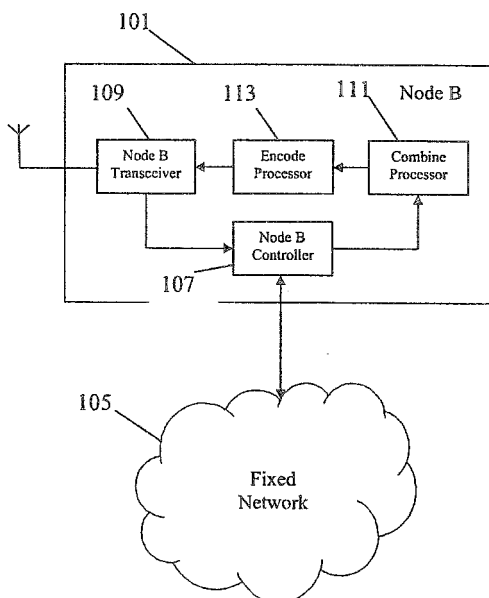 101
109
113
111
Node B
Node B
Transceiver
Encode
Processor
Combine
Processor
Node B
Controller
107
105
Fixed
Network